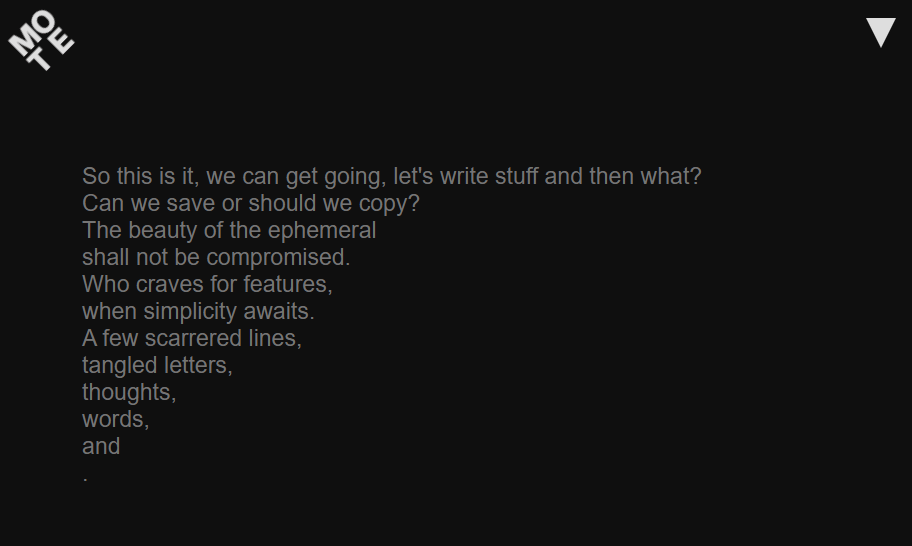 MOTE
So this is it, we can get going, let's write stuff and then what?
Can we save or should we copy?
The beauty of the ephemeral
shall not be compromised.
Who craves for features,
when simplicity awaits.
A few scarrered lines,
tangled letters,
thoughts,
words,
and
.